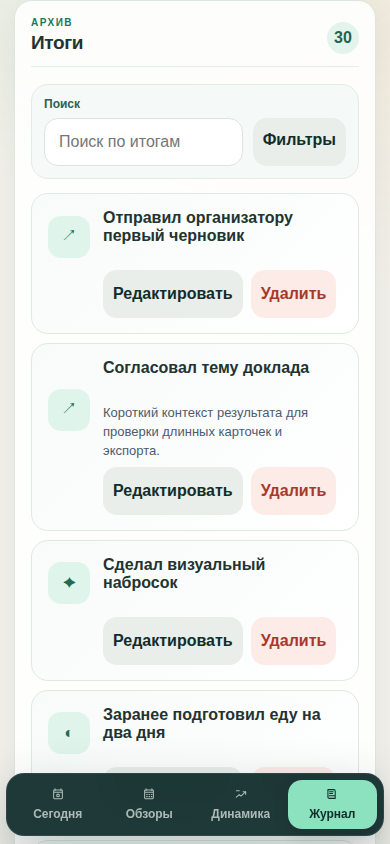 АРХИВ
Итоги
30
Поиск
Поиск по итогам
Фильтры
Отправил организатору
первый черновик
Редактировать
Удалить
Согласовал тему доклада
Короткий контекст результата для
проверки длинных карточек и
экспорта.
Редактировать
Удалить
Сделал визуальный
набросок
Редактировать
Удалить
Заранее подготовил еду на
два дня
Сегодня
Обзоры
Динамика
Журнал